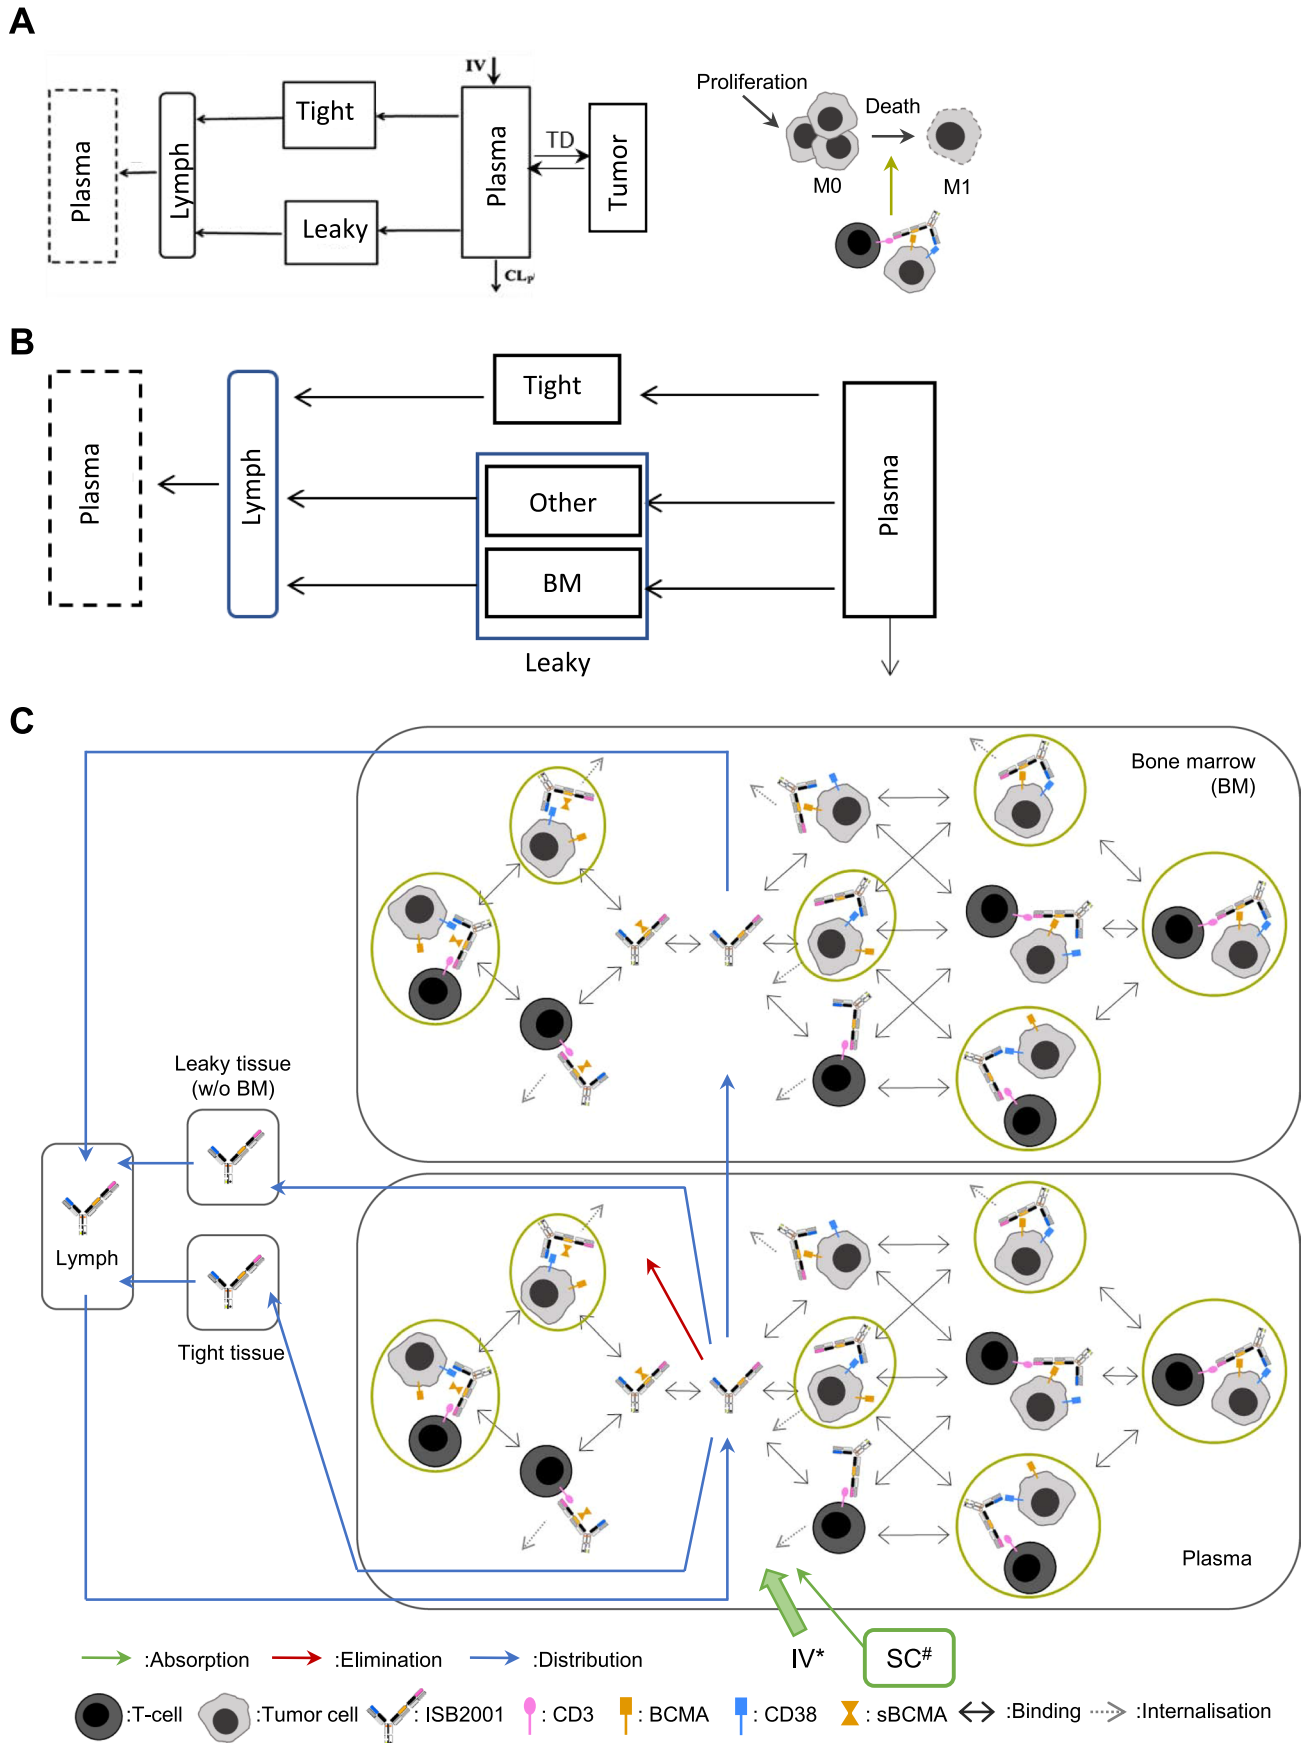 A
IV
Tight
Plasma
Lymph
Plasma
TD
Tumor
Leaky
CLp
Proliferation
Death
M0
M1
B
Tight
Plasma
Lymph
Other
Plasma
BM
Leaky
C
Bone marrow
(BM)
Leaky tissue
(w/o BM)
Lymph
Tight tissue
Plasma
IV*
SC#
:Absorption
:Elimination
:Distribution
:T-cell
:Tumor cell
: ISB2001
: CD3
: BCMA
: CD38
: sBCMA
:Binding
:Internalisation